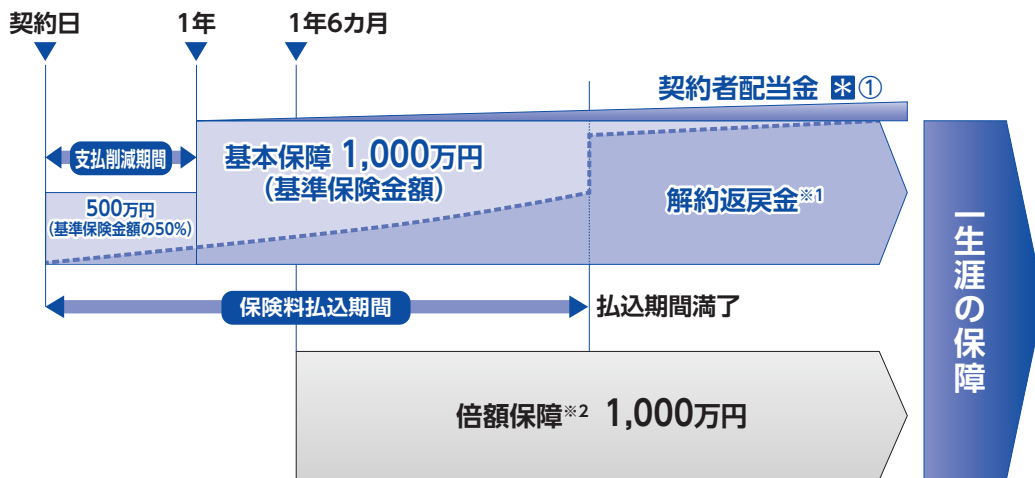 契約日
1年
1年6カ月
契約者配当金 *①
支払削減期間
基本保障 1,000万円
(基準保険金額)
500万円
(基準保険金額の50%)
解約返戻金※1
保険料払込期間
払込期間満了
倍額保障※2 1,000万円
一生涯の保障